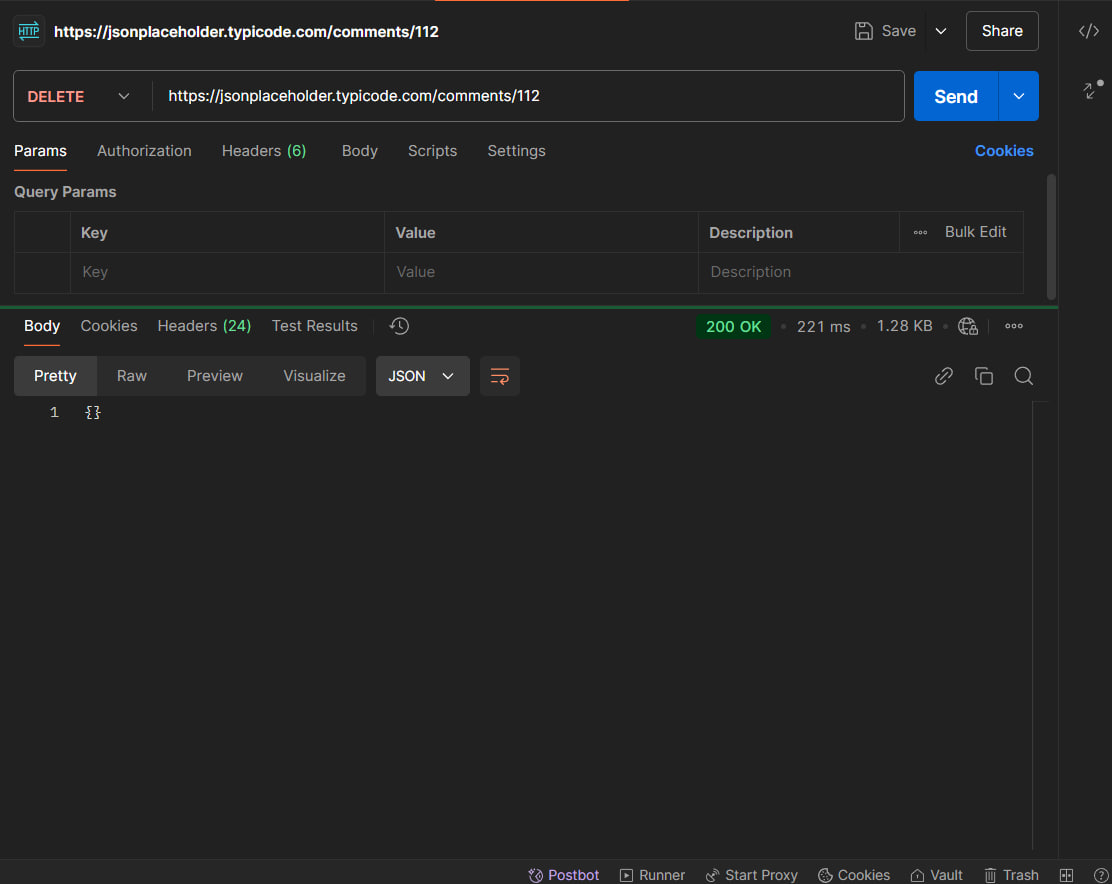 HTTP https://jsonplaceholder.typicode.com/comments/112 Save Share
DELETE https://jsonplaceholder.typicode.com/comments/112 Send
Params Authorization Headers (6) Body Scripts Settings Cookies
Query Params
Key Value Description Bulk Edit
Key Value Description
Body Cookies Headers (24) Test Results 200 OK 221 ms 1.28 KB
Pretty Raw Preview Visualize JSON
1 {}
Postbot Runner Start Proxy Cookies Vault Trash